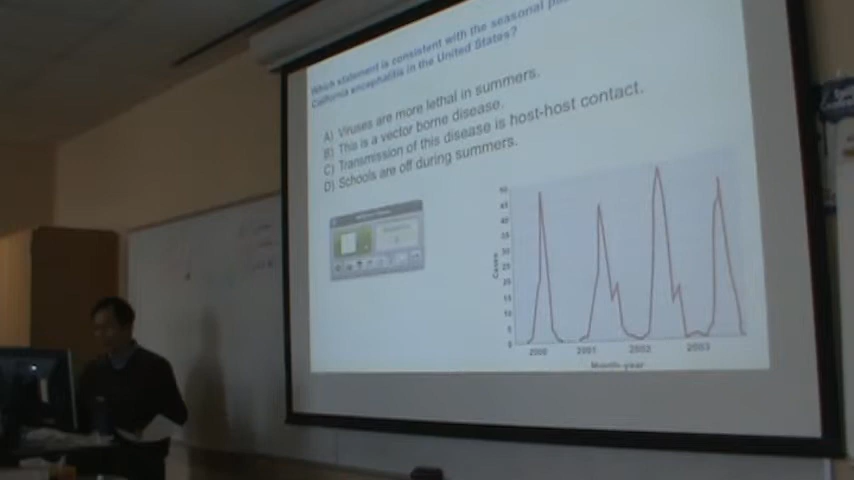 Which statement is consistent with the seasonal
California encephalitis in the United States?
A) Viruses are more lethal in summers.
B) This is a vector borne disease.
C) Transmission of this disease is host-host contact.
D) Schools are off during summers.
50
45
40
35
30
25
20
15
10
5
0
Cases
2000 2001 2002 2003
Month-year